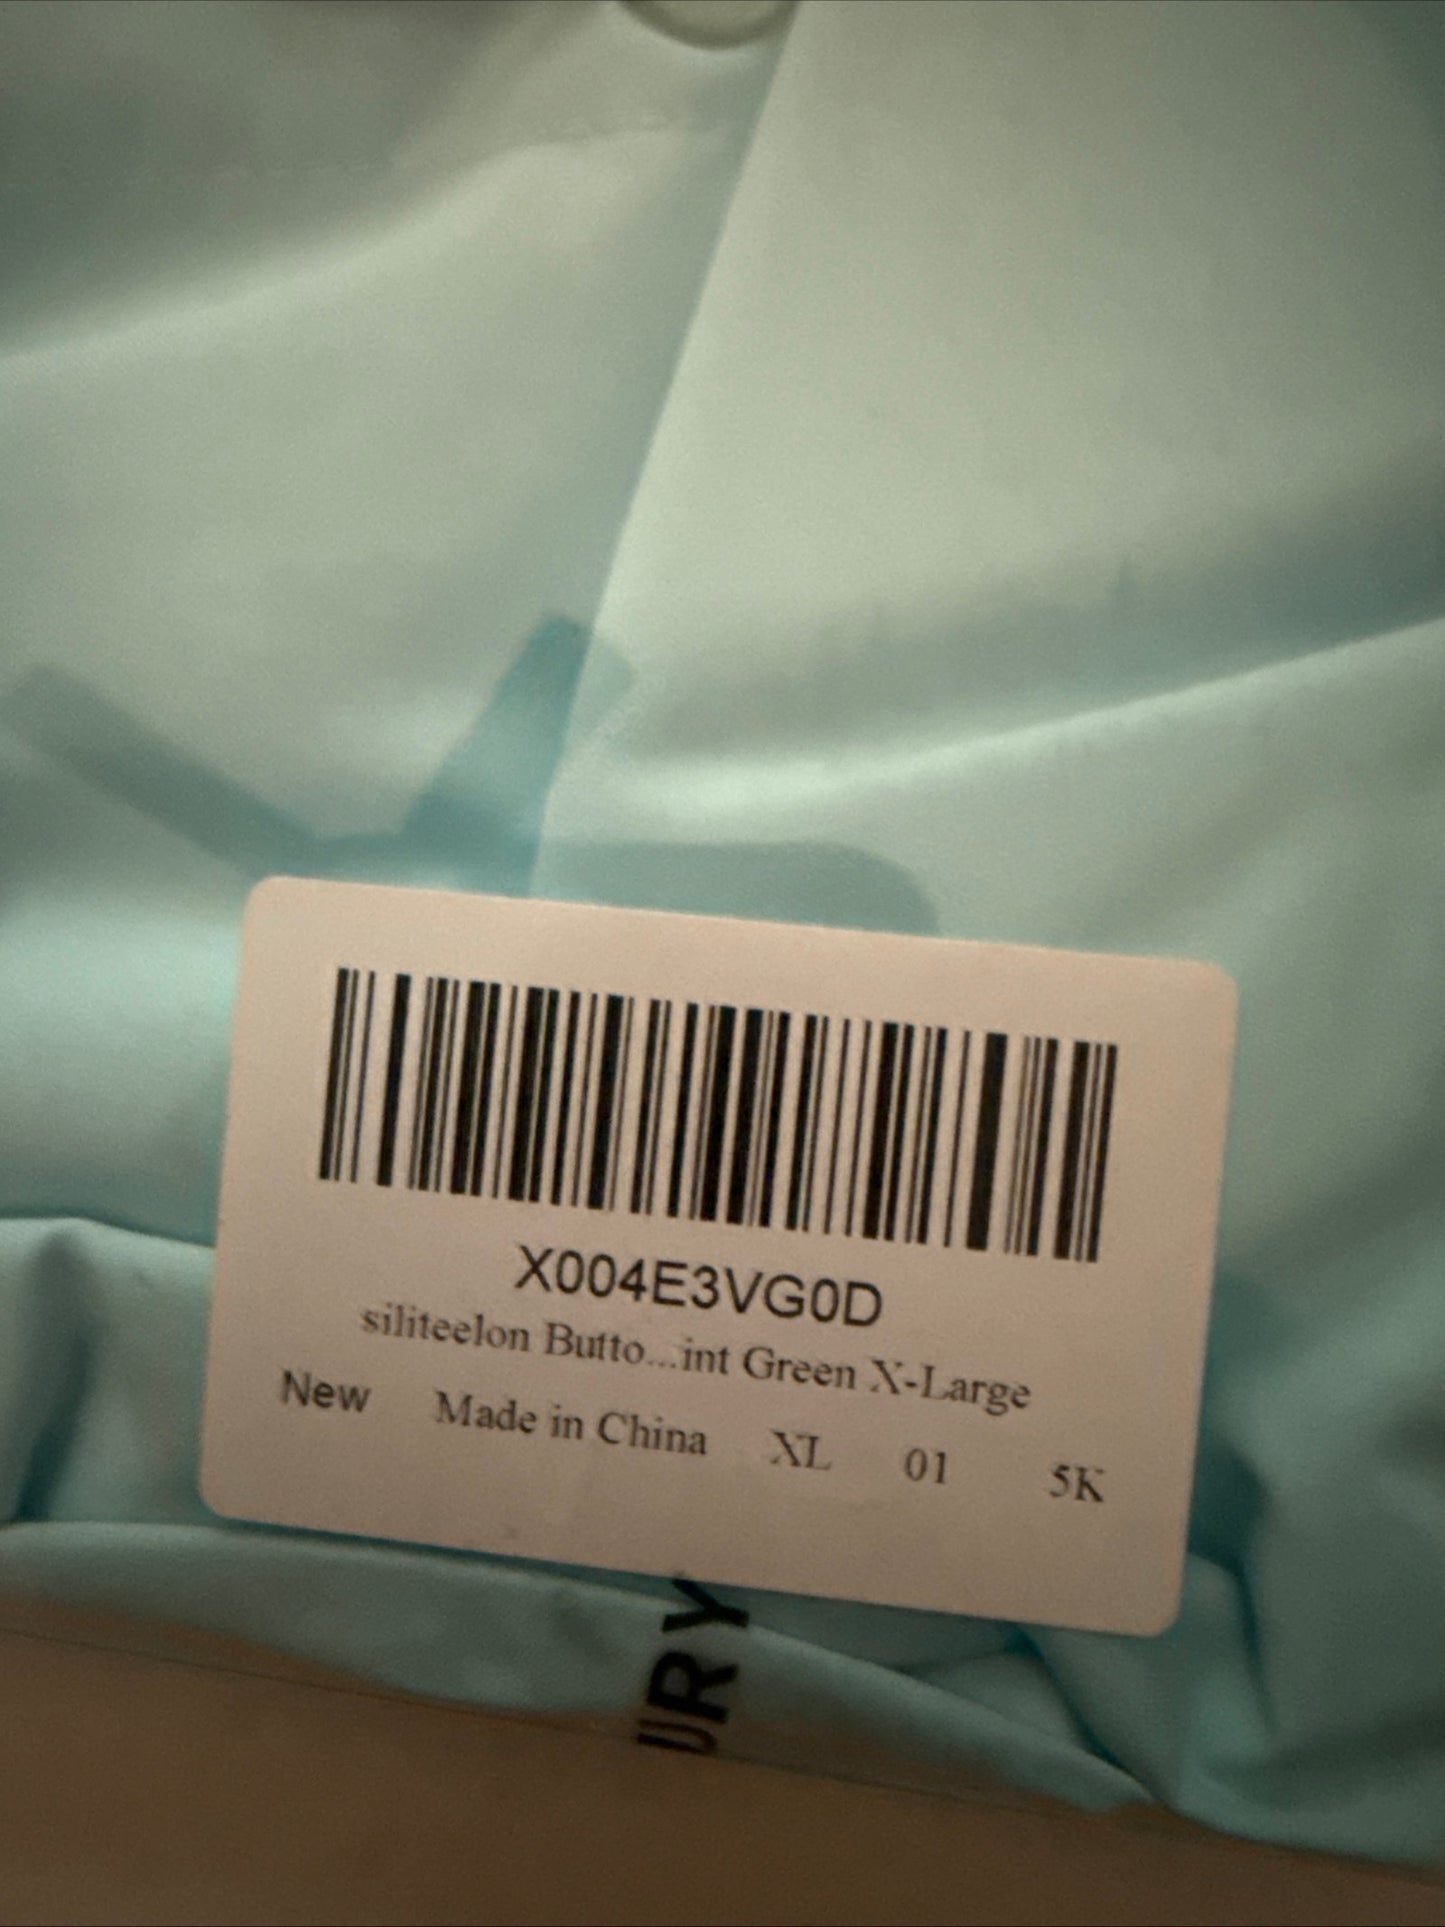 X004E3VG0D
siliteelon Butto...int Green X-Large
New Made in China XL 01 5K
URY